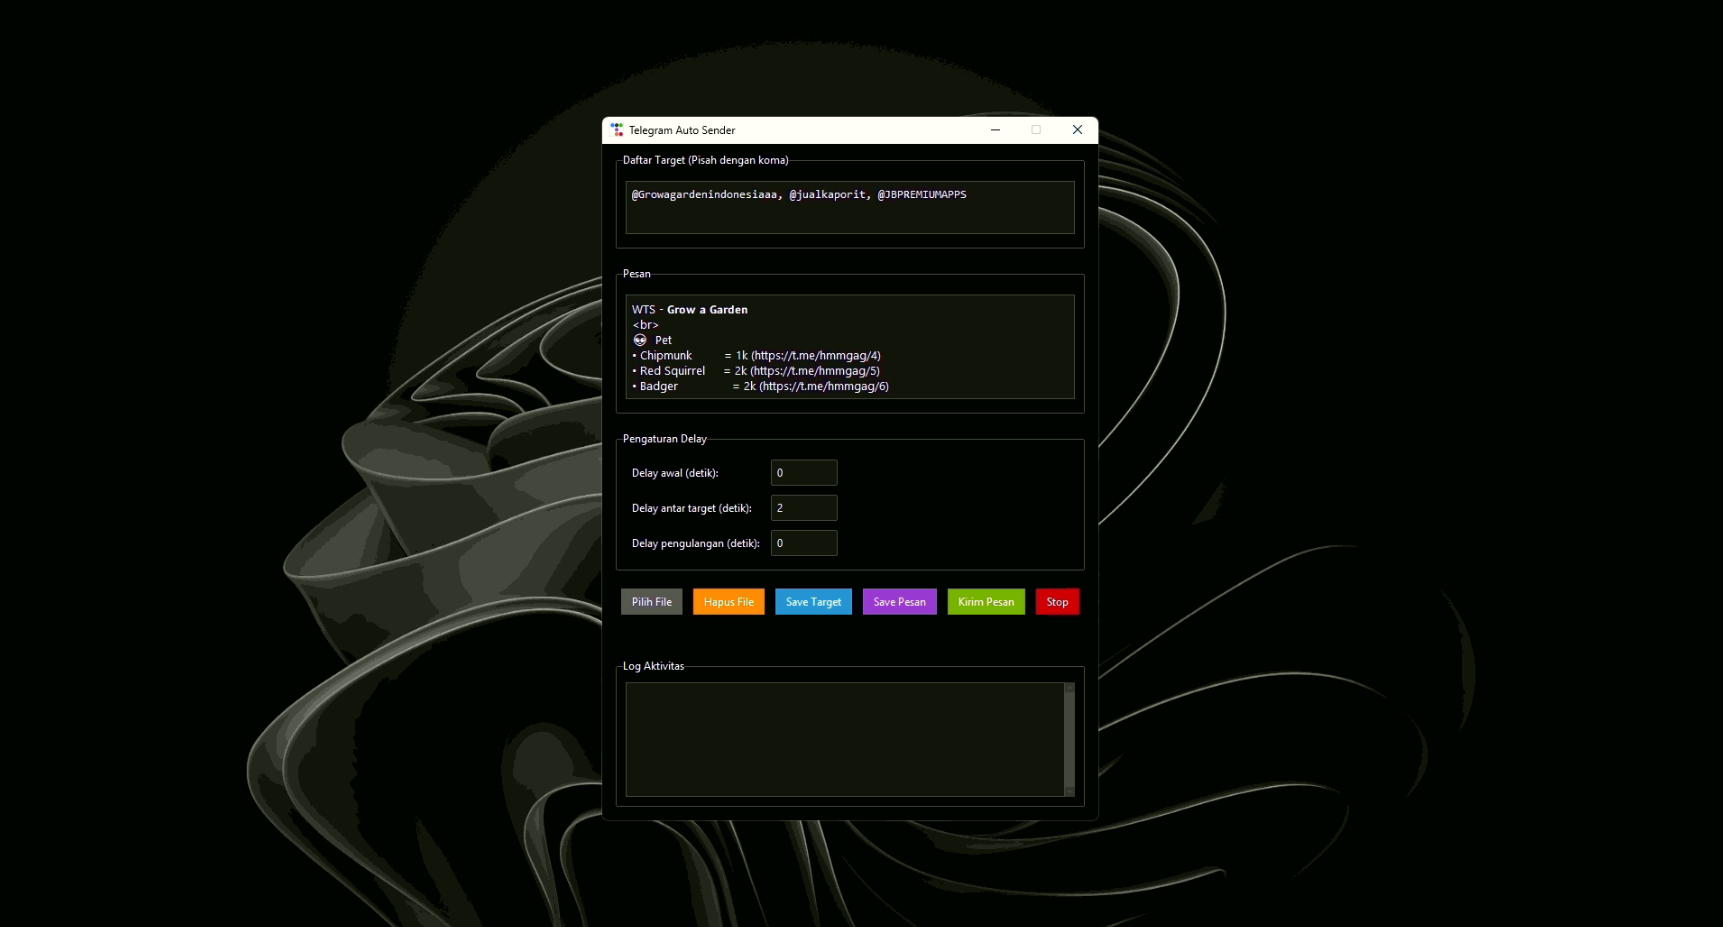 Telegram Auto Sender
Daftar Target (Pisah dengan koma)
@Growagardenindonesiaaa, @jualkaporit, @JBPREMIUMAPPS
Pesan
WTS - Grow a Garden
<br>
💀 Pet
• Chipmunk = 1k (https://t.me/hmmgag/4)
• Red Squirrel = 2k (https://t.me/hmmgag/5)
• Badger = 2k (https://t.me/hmmgag/6)
Pengaturan Delay
Delay awal (detik): 0
Delay antar target (detik): 2
Delay pengulangan (detik): 0
Pilih File Hapus File Save Target Save Pesan Kirim Pesan Stop
Log Aktivitas